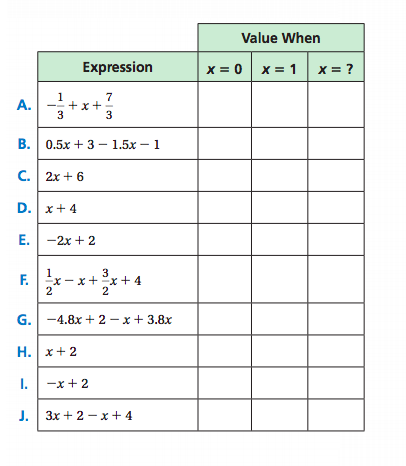 Value When
Expression x = 0 x = 1 x = ?
A. −1/3 + x + 7/3
B. 0.5x + 3 − 1.5x − 1
C. 2x + 6
D. x + 4
E. −2x + 2
F. 1/2x − x + 3/2x + 4
G. −4.8x + 2 − x + 3.8x
H. x + 2
I. −x + 2
J. 3x + 2 − x + 4